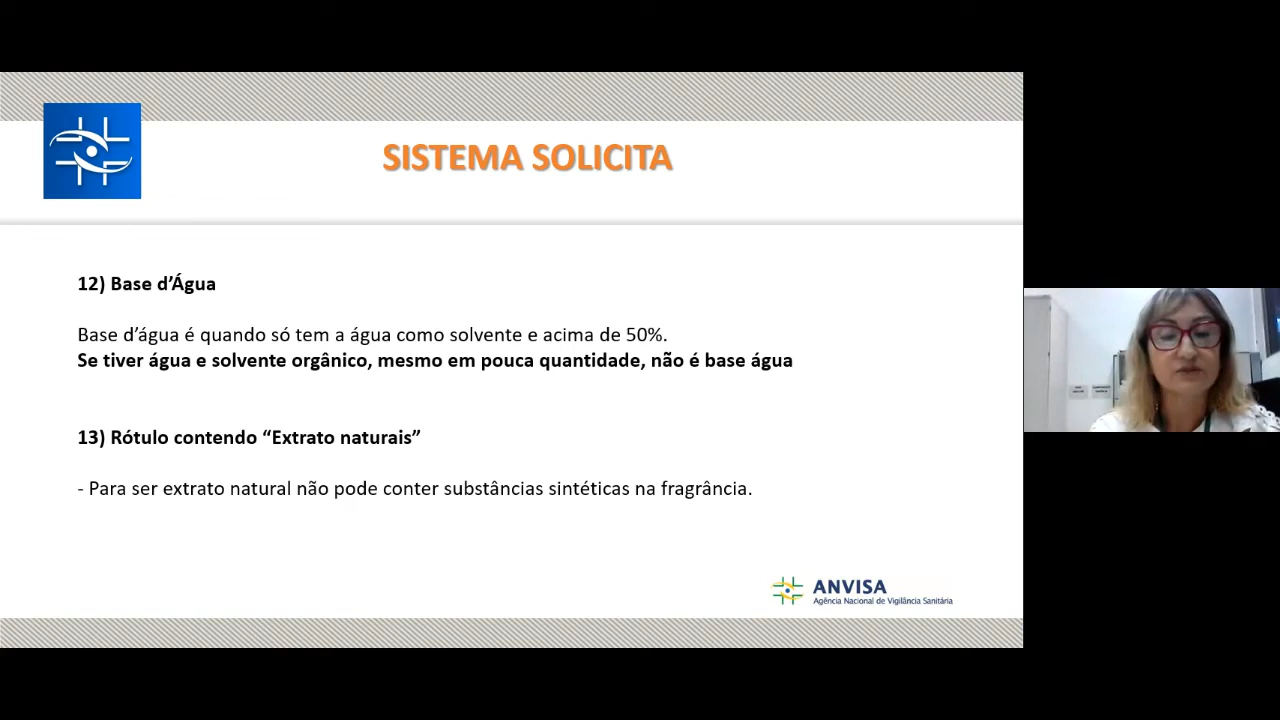 SISTEMA SOLICITA
12) Base d’Água
Base d’água é quando só tem a água como solvente e acima de 50%.
Se tiver água e solvente orgânico, mesmo em pouca quantidade, não é base água
13) Rótulo contendo “Extrato naturais”
- Para ser extrato natural não pode conter substâncias sintéticas na fragrância.
ANVISA
Agência Nacional de Vigilância Sanitária